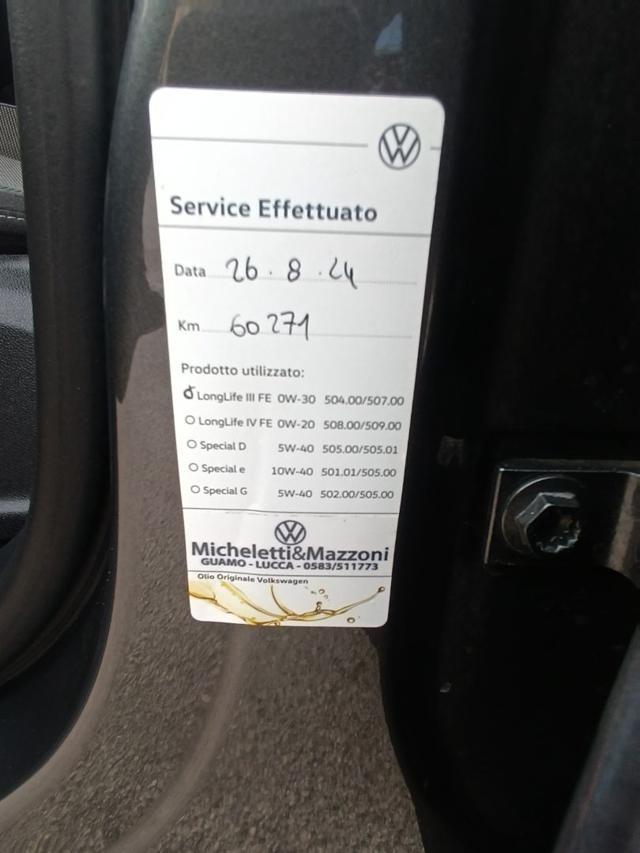 Service Effettuato
Data 26.8.24
Km 60271
Prodotto utilizzato:
LongLife III FE 0W-30 504.00/507.00
LongLife IV FE 0W-20 508.00/509.00
Special D 5W-40 505.00/505.01
Special e 10W-40 501.01/505.00
Special G 5W-40 502.00/505.00
Micheletti&Mazzoni
GUAMO - LUCCA - 0583/511773
Olio Originale Volkswagen